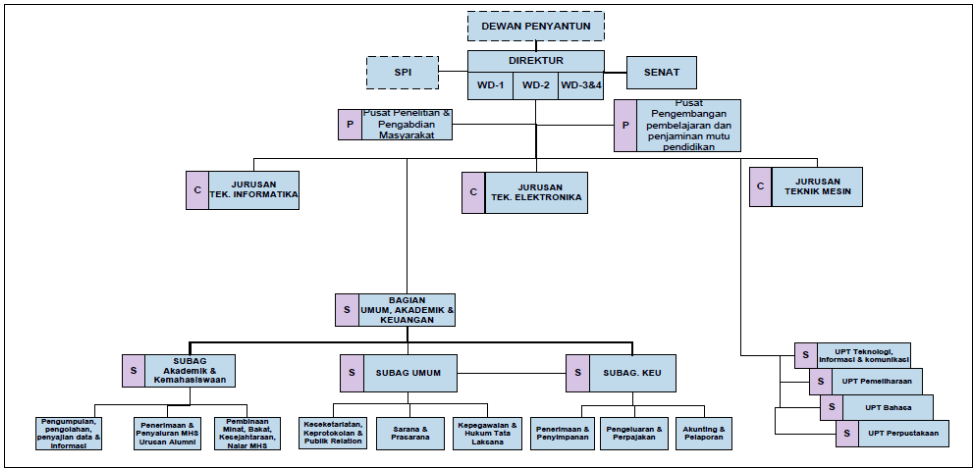 DEWAN PENYANTUN
DIREKTUR
SPI
SENAT
WD-1
WD-2
WD-3&4
P
Pusat Penelitian &
Pengabdian
Masyarakat
P
Pusat
Pengembangan
pembelajaran dan
penjaminan mutu
pendidikan
C
JURUSAN
TEK. INFORMATIKA
C
JURUSAN
TEK. ELEKTRONIKA
C
JURUSAN
TEKNIK MESIN
S
BAGIAN
UMUM, AKADEMIK &
KEUANGAN
S
SUBAG
Akademik &
Kemahasiswaan
S
SUBAG UMUM
S
SUBAG. KEU
S
UPT Teknologi,
Informasi & komunikasi
S
UPT Pemeliharaan
S
UPT Bahasa
S
UPT Perpustakaan
Pengumpulan,
pengolahan,
penyajian data &
Informasi
Penerimaan &
Penyaluran MHS
Urusan Alumni
Pembinaan
Minat, Bakat,
Kesejahtaraan,
Nalar MHS
Keseketariatan,
Keprotokolan &
Publik Relation
Sarana &
Prasarana
Kepegawaian &
Hukum Tata
Laksana
Penerimaan &
Penyimpanan
Pengeluaran &
Perpajakan
Akunting &
Pelaporan